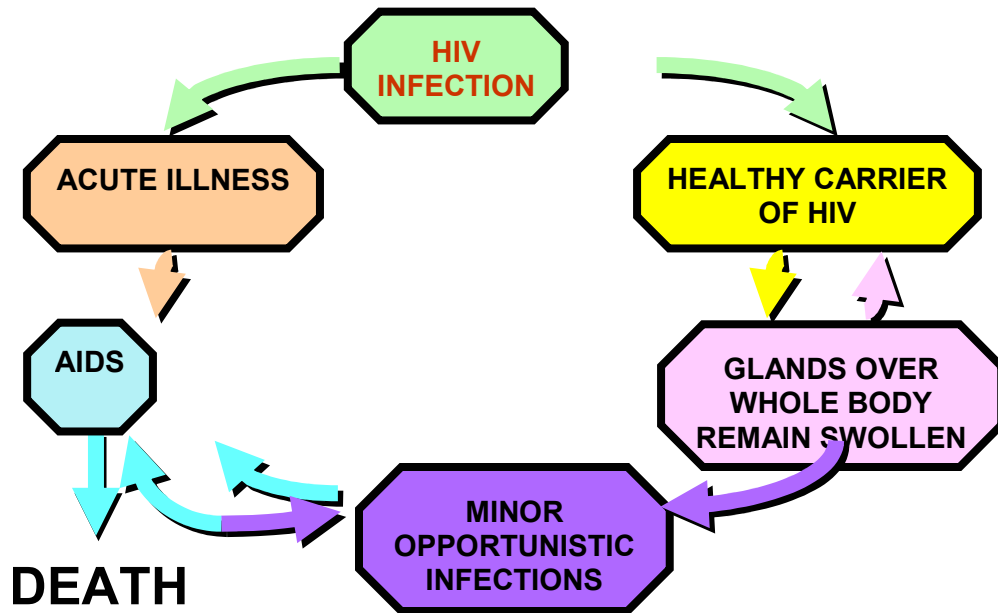 HIV
INFECTION
ACUTE ILLNESS
HEALTHY CARRIER
OF HIV
AIDS
GLANDS OVER
WHOLE BODY
REMAIN SWOLLEN
MINOR
OPPORTUNISTIC
INFECTIONS
DEATH